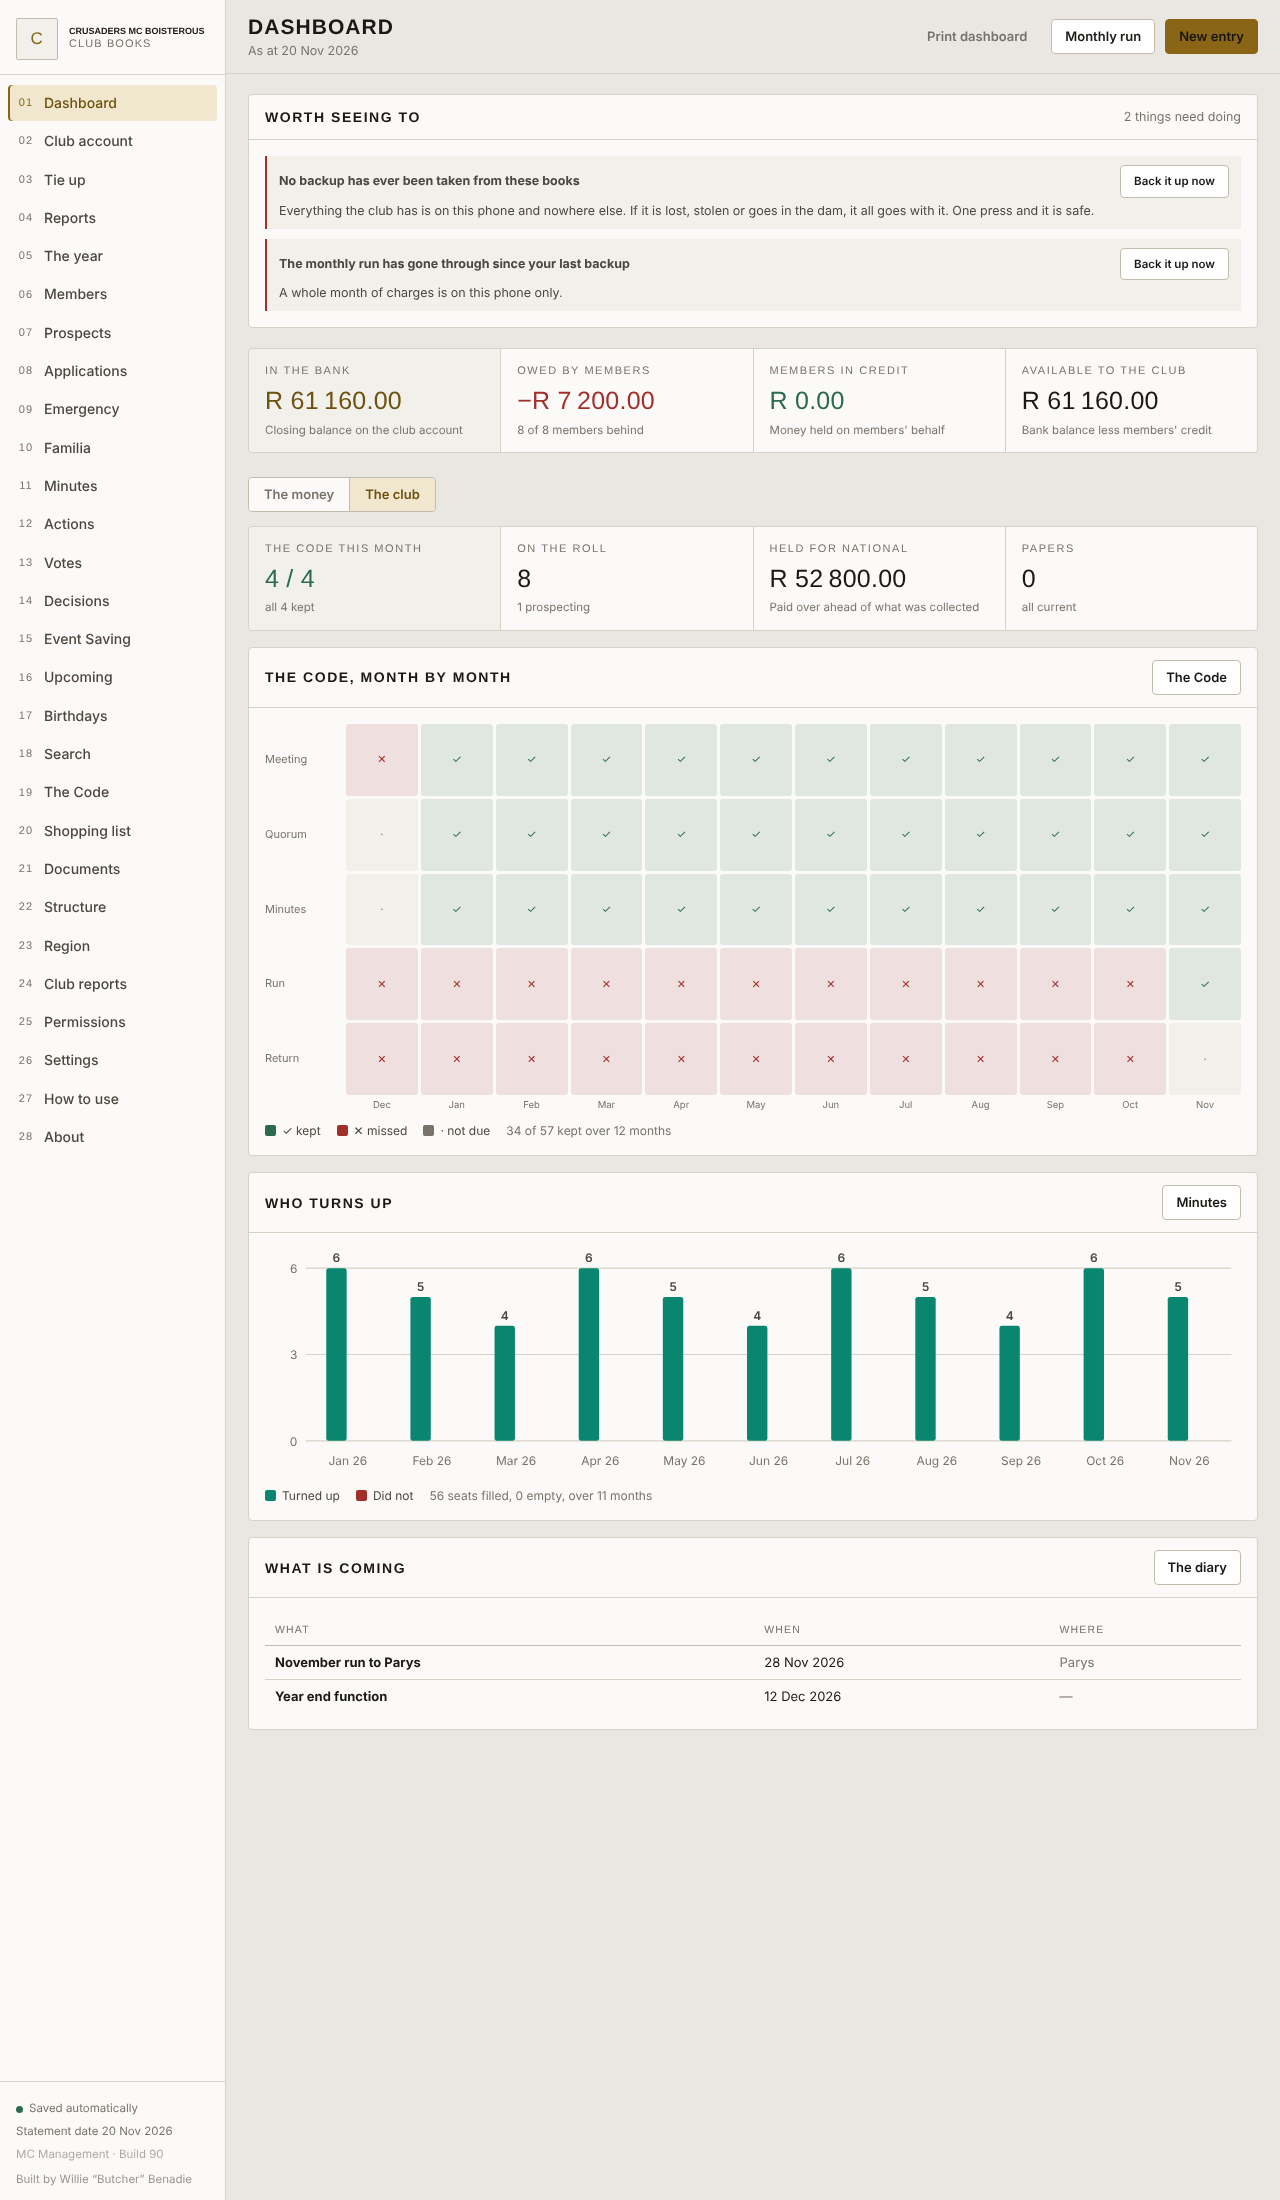 C
CRUSADERS MC BOISTEROUS
CLUB BOOKS
01 Dashboard
02 Club account
03 Tie up
04 Reports
05 The year
06 Members
07 Prospects
08 Applications
09 Emergency
10 Familia
11 Minutes
12 Actions
13 Votes
14 Decisions
15 Event Saving
16 Upcoming
17 Birthdays
18 Search
19 The Code
20 Shopping list
21 Documents
22 Structure
23 Region
24 Club reports
25 Permissions
26 Settings
27 How to use
28 About
Saved automatically
Statement date 20 Nov 2026
MC Management · Build 90
Built by Willie “Butcher” Benadie
DASHBOARD
As at 20 Nov 2026
Print dashboard
Monthly run
New entry
WORTH SEEING TO
2 things need doing
No backup has ever been taken from these books
Everything the club has is on this phone and nowhere else. If it is lost, stolen or goes in the dam, it all goes with it. One press and it is safe.
Back it up now
The monthly run has gone through since your last backup
A whole month of charges is on this phone only.
Back it up now
IN THE BANK
R 61 160.00
Closing balance on the club account
OWED BY MEMBERS
−R 7 200.00
8 of 8 members behind
MEMBERS IN CREDIT
R 0.00
Money held on members' behalf
AVAILABLE TO THE CLUB
R 61 160.00
Bank balance less members' credit
The money
The club
THE CODE THIS MONTH
4 / 4
all 4 kept
ON THE ROLL
8
1 prospecting
HELD FOR NATIONAL
R 52 800.00
Paid over ahead of what was collected
PAPERS
0
all current
THE CODE, MONTH BY MONTH
The Code
Meeting ✕ ✓ ✓ ✓ ✓ ✓ ✓ ✓ ✓ ✓ ✓ ✓
Quorum · ✓ ✓ ✓ ✓ ✓ ✓ ✓ ✓ ✓ ✓ ✓
Minutes · ✓ ✓ ✓ ✓ ✓ ✓ ✓ ✓ ✓ ✓ ✓
Run ✕ ✕ ✕ ✕ ✕ ✕ ✕ ✕ ✕ ✕ ✕ ✓
Return ✕ ✕ ✕ ✕ ✕ ✕ ✕ ✕ ✕ ✕ ✕ ·
Dec Jan Feb Mar Apr May Jun Jul Aug Sep Oct Nov
✓ kept ✕ missed · not due 34 of 57 kept over 12 months
WHO TURNS UP
Minutes
6 3 0
6 5 4 6 5 4 6 5 4 6 5
Jan 26 Feb 26 Mar 26 Apr 26 May 26 Jun 26 Jul 26 Aug 26 Sep 26 Oct 26 Nov 26
Turned up Did not 56 seats filled, 0 empty, over 11 months
WHAT IS COMING
The diary
WHAT WHEN WHERE
November run to Parys 28 Nov 2026 Parys
Year end function 12 Dec 2026 —